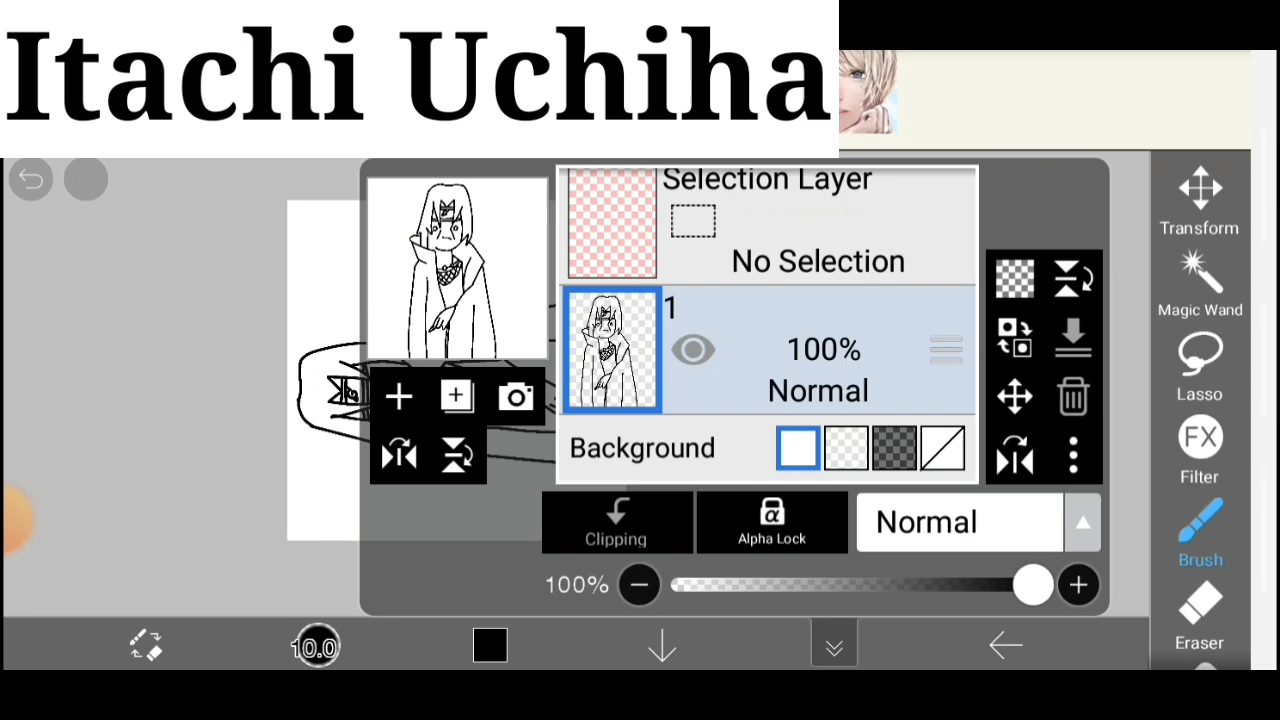 Itachi Uchiha
Selection Layer
No Selection
1
100%
Normal
Background
Clipping
Alpha Lock
Normal
100%
10.0
Transform
Magic Wand
Lasso
FX
Filter
Brush
Eraser